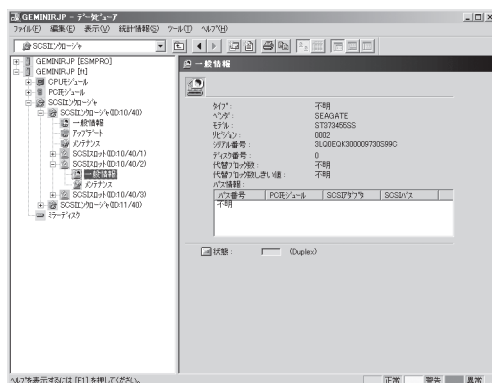 GEMINIRJP - ﾃﾞｰﾀﾋﾞｭｰｱ
ファイル(F) 編集(E) 表示(V) 統計情報(S) ツール(T) ヘルプ(H)
SCSIｴﾝｸﾛｰｼﾞｬ
GEMINIRJP [ESMPRO]
GEMINIRJP [ft]
CPUﾓｼﾞｭｰﾙ
PCIﾓｼﾞｭｰﾙ
SCSIｴﾝｸﾛｰｼﾞｬ
SCSIｴﾝｸﾛｰｼﾞｬ(ID:10/40)
一般情報
ｱｯﾌﾟﾃﾞｰﾄ
ﾒﾝﾃﾅﾝｽ
SCSIｽﾛｯﾄ(ID:10/40/1)
SCSIｽﾛｯﾄ(ID:10/40/2)
一般情報
ﾒﾝﾃﾅﾝｽ
SCSIｽﾛｯﾄ(ID:10/40/3)
SCSIｴﾝｸﾛｰｼﾞｬ(ID:11/40)
ﾐﾗｰﾃﾞｨｽｸ
一般情報
ﾀｲﾌﾟ: 不明
ﾍﾞﾝﾀﾞ: SEAGATE
ﾓﾃﾞﾙ: ST373455SS
ﾘﾋﾞｼﾞｮﾝ: 0002
ｼﾘｱﾙ番号: 3LQ0EQK300009730S99C
ﾃﾞｨｽｸ番号: 0
代替ﾌﾞﾛｯｸ数: 不明
代替ﾌﾞﾛｯｸ数しきい値: 不明
ﾊﾟｽ情報:
ﾊﾟｽ番号 PCIﾓｼﾞｭｰﾙ SCSIｱﾀﾞﾌﾟﾀ SCSIﾊﾞｽ
不明
状態: (Duplex)
ﾍﾙﾌﾟを表示するには [F1] を押してください。
正常 警告 異常